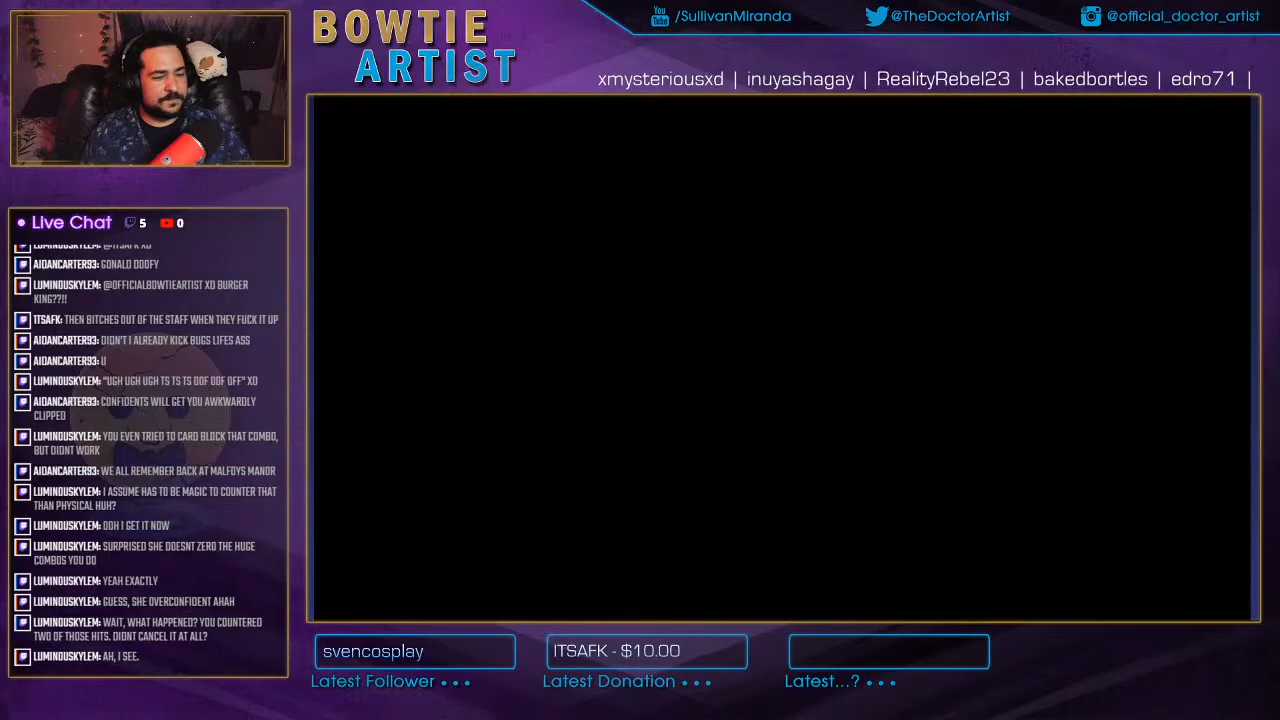 BOWTIE
ARTIST
You Tube /SullivanMiranda
@TheDoctorArtist
@official_doctor_artist
xmysteriousxd | inuyashagay | RealityRebel23 | bakedbortles | edro71 |
Live Chat 5 0
LUMINOUSKYLEM: @ITSAFK XD
AIDANCARTER93: GONALD DOOFY
LUMINOUSKYLEM: @OFFICIALBOWTIEARTIST XD BURGER
KING??!!
ITSAFK: THEN BITCHES OUT OF THE STAFF WHEN THEY FUCK IT UP
AIDANCARTER93: DIDN'T I ALREADY KICK BUGS LIFES ASS
AIDANCARTER93: U
LUMINOUSKYLEM: "UGH UGH UGH TS TS TS OOF OOF OFF" XD
AIDANCARTER93: CONFIDENTS WILL GET YOU AWKWARDLY
CLIPPED
LUMINOUSKYLEM: YOU EVEN TRIED TO CARD BLOCK THAT COMBO,
BUT DIDNT WORK
AIDANCARTER93: WE ALL REMEMBER BACK AT MALFOYS MANOR
LUMINOUSKYLEM: I ASSUME HAS TO BE MAGIC TO COUNTER THAT
THAN PHYSICAL HUH?
LUMINOUSKYLEM: OOH I GET IT NOW
LUMINOUSKYLEM: SURPRISED SHE DOESNT ZERO THE HUGE
COMBOS YOU DO
LUMINOUSKYLEM: YEAH EXACTLY
LUMINOUSKYLEM: GUESS, SHE OVERCONFIDENT AHAH
LUMINOUSKYLEM: WAIT, WHAT HAPPENED? YOU COUNTERED
TWO OF THOSE HITS. DIDNT CANCEL IT AT ALL?
LUMINOUSKYLEM: AH, I SEE.
svencosplay
Latest Follower • • •
ITSAFK - $10.00
Latest Donation • • •
Latest...? • • •